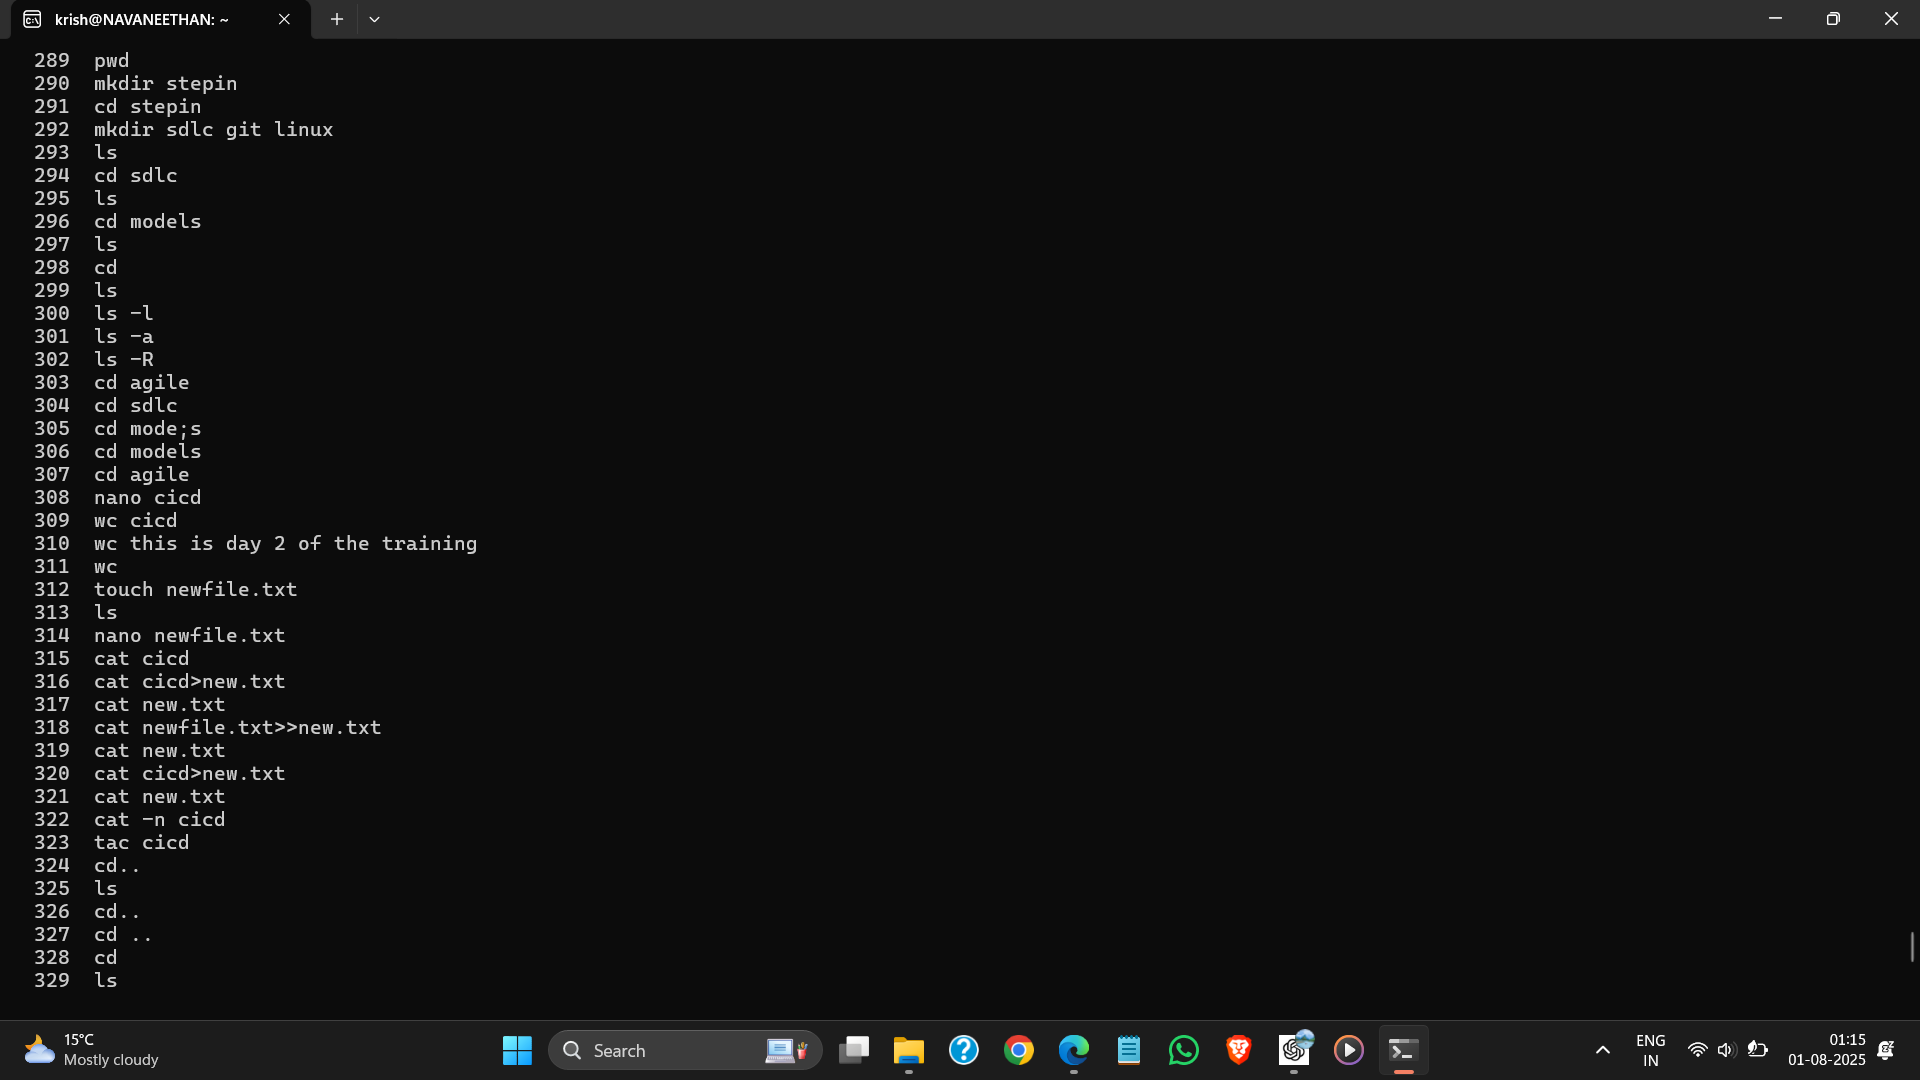 krish@NAVANEETHAN: ~
289 pwd
290 mkdir stepin
291 cd stepin
292 mkdir sdlc git linux
293 ls
294 cd sdlc
295 ls
296 cd models
297 ls
298 cd
299 ls
300 ls -l
301 ls -a
302 ls -R
303 cd agile
304 cd sdlc
305 cd mode;s
306 cd models
307 cd agile
308 nano cicd
309 wc cicd
310 wc this is day 2 of the training
311 wc
312 touch newfile.txt
313 ls
314 nano newfile.txt
315 cat cicd
316 cat cicd>new.txt
317 cat new.txt
318 cat newfile.txt>>new.txt
319 cat new.txt
320 cat cicd>new.txt
321 cat new.txt
322 cat -n cicd
323 tac cicd
324 cd..
325 ls
326 cd..
327 cd ..
328 cd
329 ls
15°C
Mostly cloudy
Search
ENG
IN
01:15
01-08-2025